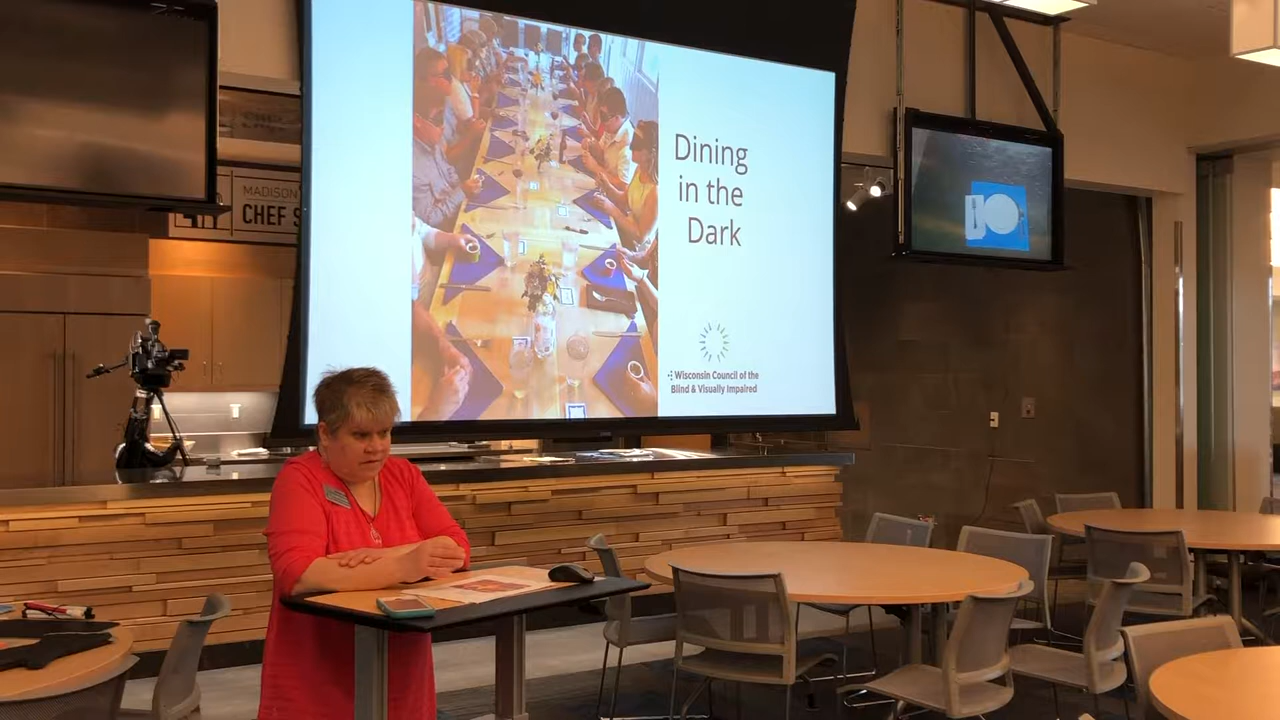 MADISON
CHEF S
Dining
in the
Dark
Wisconsin Council of the
Blind & Visually Impaired